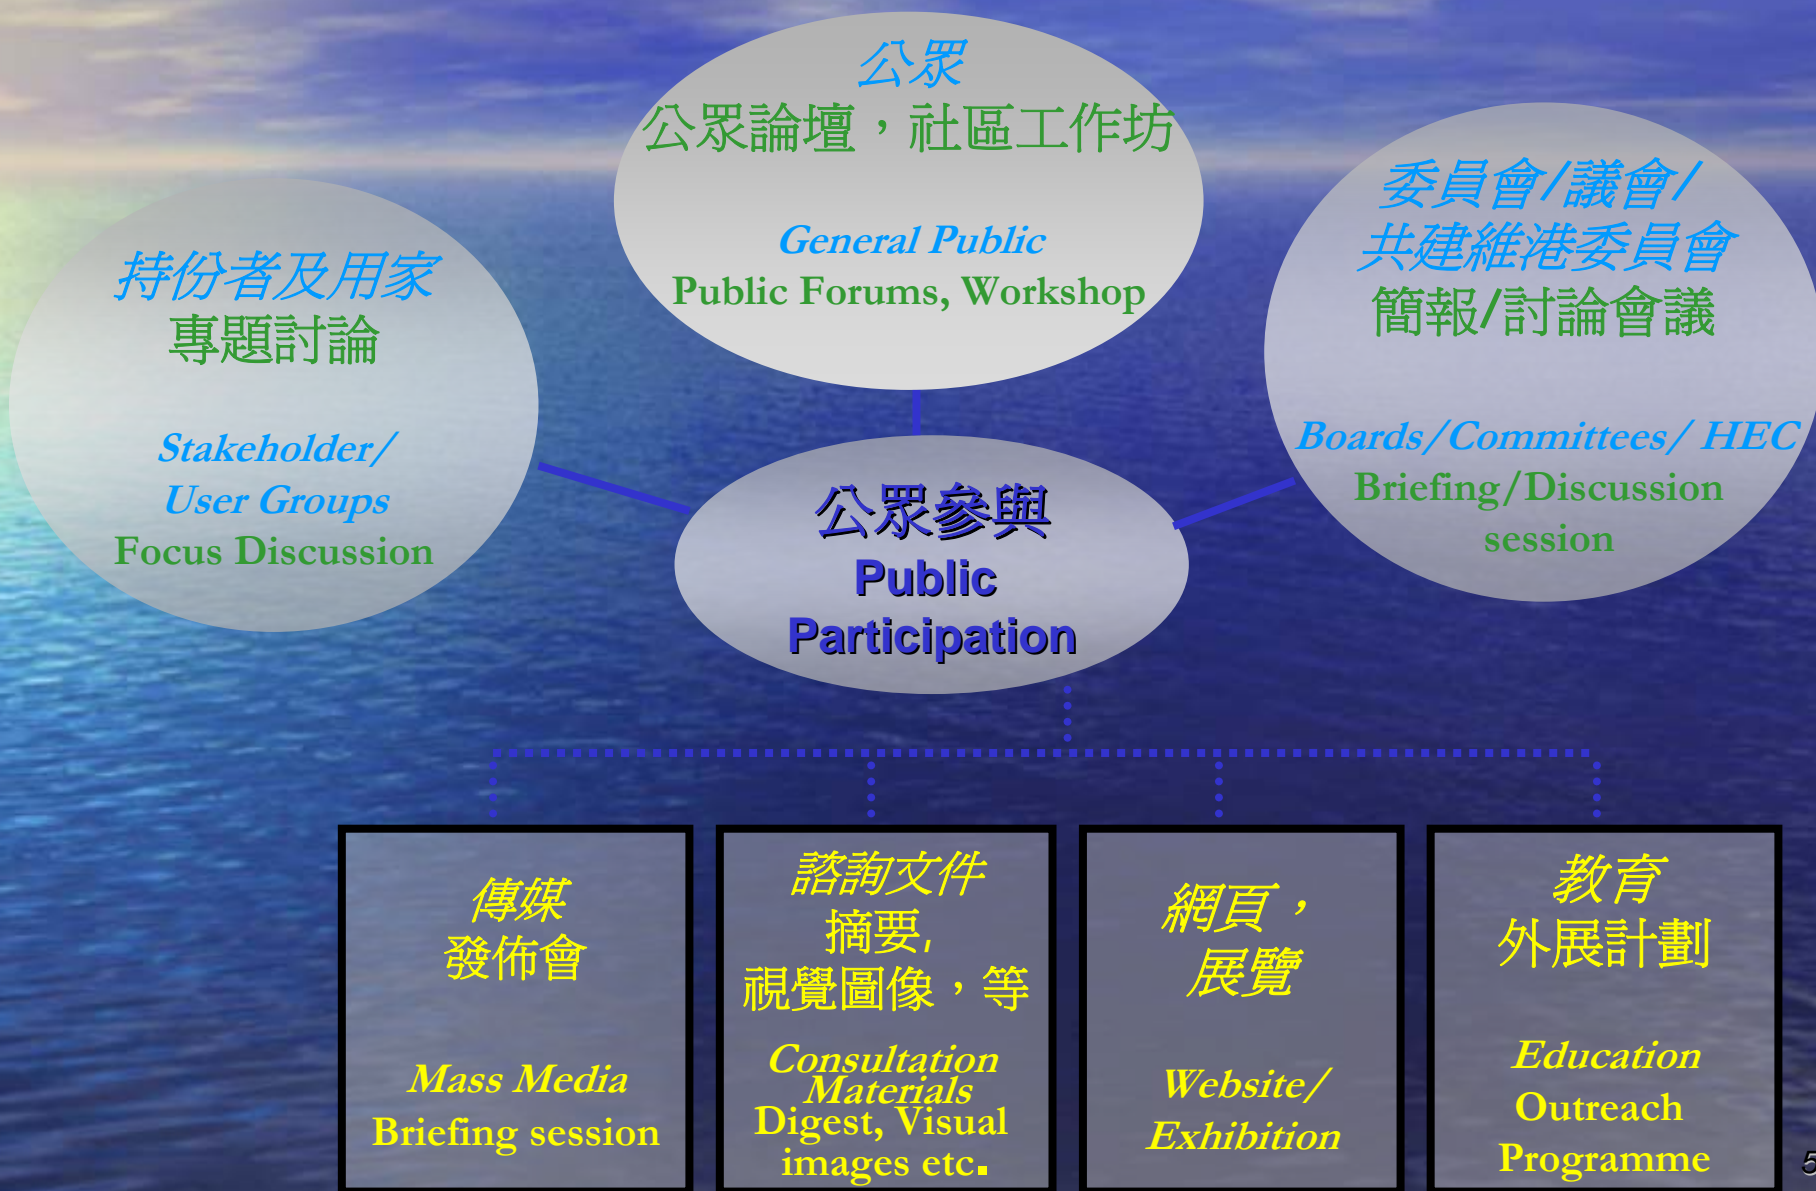 公眾
公眾論壇，社區工作坊
General Public
Public Forums, Workshop
持份者及用家
專題討論
Stakeholder/
User Groups
Focus Discussion
委員會/議會/
共建維港委員會
簡報/討論會議
Boards/Committees/ HEC
Briefing/Discussion
session
公眾參與
Public
Participation
傳媒
發佈會
Mass Media
Briefing session
諮詢文件
摘要,
視覺圖像，等
Consultation
Materials
Digest, Visual
images etc.
網頁，
展覽
Website/
Exhibition
教育
外展計劃
Education
Outreach
Programme
5